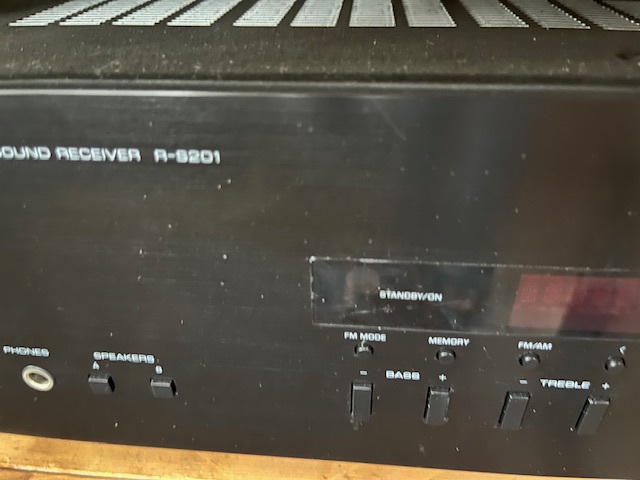 SOUND RECEIVER R-S201
STANDBY/ON
FM MODE MEMORY FM/AM <
PHONES SPEAKERS
A B
- BASS + - TREBLE +